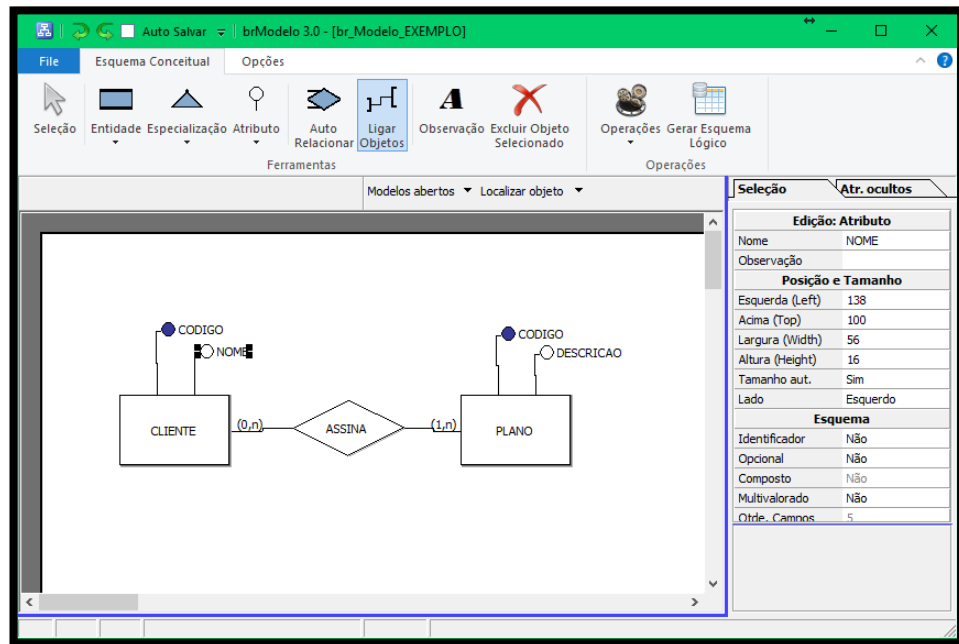 Auto Salvar brModelo 3.0 - [br_Modelo_EXEMPLO]
File Esquema Conceitual Opções
Seleção Entidade Especialização Atributo Auto Relacionar Ligar Objetos Observação Excluir Objeto Selecionado Operações Gerar Esquema Lógico
Ferramentas Operações
Modelos abertos Localizar objeto
Seleção Atr. ocultos
CODIGO
NOME
CLIENTE
(0,n)
ASSINA
(1,n)
CODIGO
DESCRICAO
PLANO
Edição: Atributo
Nome NOME
Observação
Posição e Tamanho
Esquerda (Left) 138
Acima (Top) 100
Largura (Width) 56
Altura (Height) 16
Tamanho aut. Sim
Lado Esquerdo
Esquema
Identificador Não
Opcional Não
Composto Não
Multivalorado Não
Qtde. Campos 5